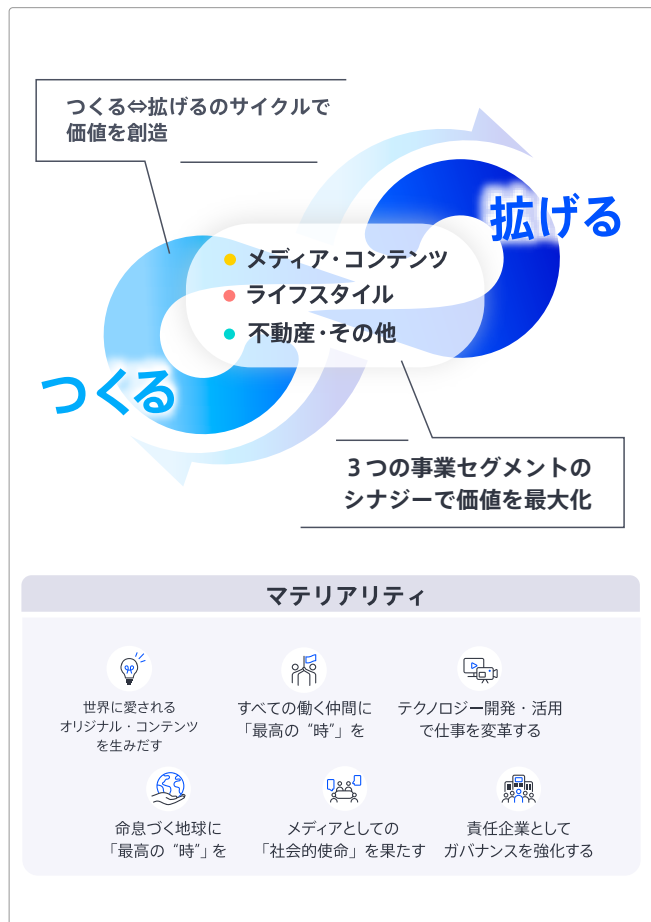 つくる⇔拡げるのサイクルで
価値を創造
拡げる
メディア・コンテンツ
ライフスタイル
不動産・その他
つくる
3つの事業セグメントの
シナジーで価値を最大化
マテリアリティ
世界に愛される
オリジナル・コンテンツ
を生みだす
すべての働く仲間に
「最高の“時”」を
テクノロジー開発・活用
で仕事を変革する
命息づく地球に
「最高の“時”」を
メディアとしての
「社会的使命」を果たす
責任企業として
ガバナンスを強化する